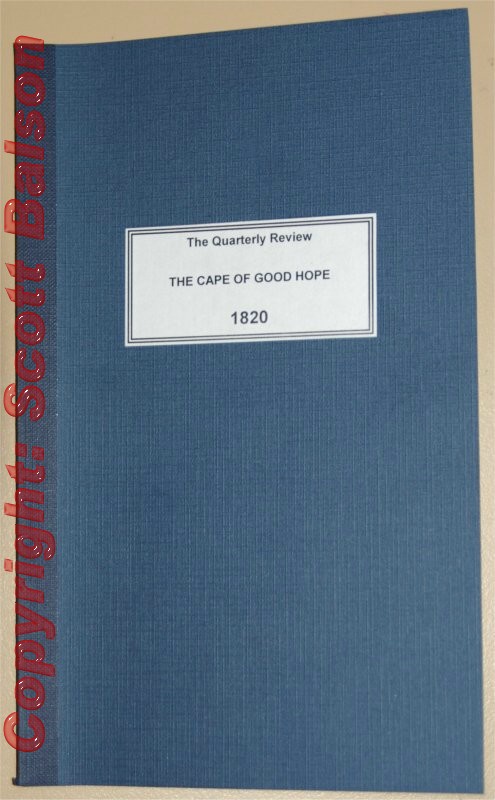 The Quarterly Review
THE CAPE OF GOOD HOPE
1820
Copyright: Scott Balson